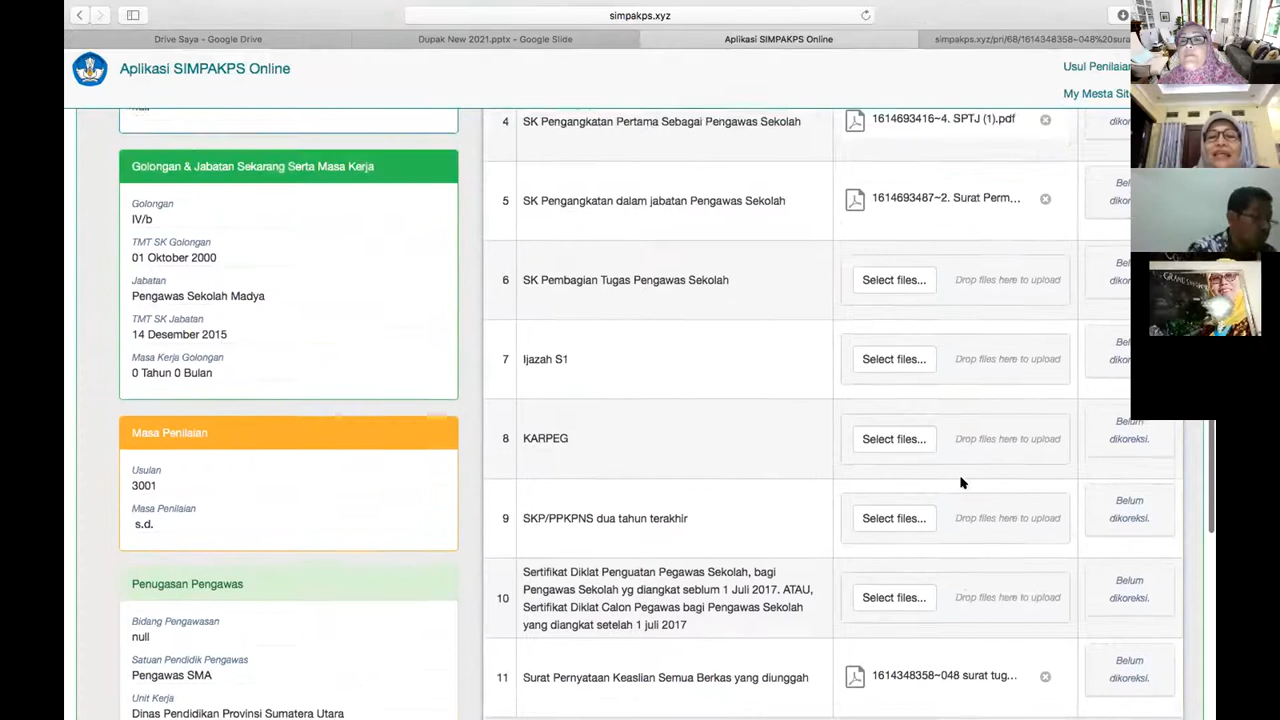 simpakps.xyz
Drive Saya - Google Drive
Dupak New 2021.pptx - Google Slide
Aplikasi SIMPAKPS Online
simpakps.xyz/pri/68/1614348358~048%20sura
Aplikasi SIMPAKPS Online
Usul Penilaian
My Mesta Sit
null
Golongan & Jabatan Sekarang Serta Masa Kerja
Golongan
IV/b
TMT SK Golongan
01 Oktober 2000
Jabatan
Pengawas Sekolah Madya
TMT SK Jabatan
14 Desember 2015
Masa Kerja Golongan
0 Tahun 0 Bulan
Masa Penilaian
Usulan
3001
Masa Penilaian
s.d.
Penugasan Pengawas
Bidang Pengawasan
null
Satuan Pendidik Pengawas
Pengawas SMA
Unit Kerja
Dinas Pendidikan Provinsi Sumatera Utara
4 SK Pengangkatan Pertama Sebagai Pengawas Sekolah 1614693416~4. SPTJ (1).pdf dikore
5 SK Pengangkatan dalam jabatan Pengawas Sekolah 1614693487~2. Surat Perm... Bel
dikore
6 SK Pembagian Tugas Pengawas Sekolah Select files... Drop files here to upload Bel
dikore
7 Ijazah S1 Select files... Drop files here to upload Bel
dikore
8 KARPEG Select files... Drop files here to upload Belum
dikoreksi.
9 SKP/PPKPNS dua tahun terakhir Select files... Drop files here to upload Belum
dikoreksi.
10 Sertifikat Diklat Penguatan Pegawas Sekolah, bagi
Pengawas Sekolah yg diangkat seblum 1 Juli 2017. ATAU,
Sertifikat Diklat Calon Pegawas bagi Pengawas Sekolah
yang diangkat setelah 1 juli 2017
Select files... Drop files here to upload Belum
dikoreksi.
11 Surat Pernyataan Keaslian Semua Berkas yang diunggah 1614348358~048 surat tug... Belum
dikoreksi.